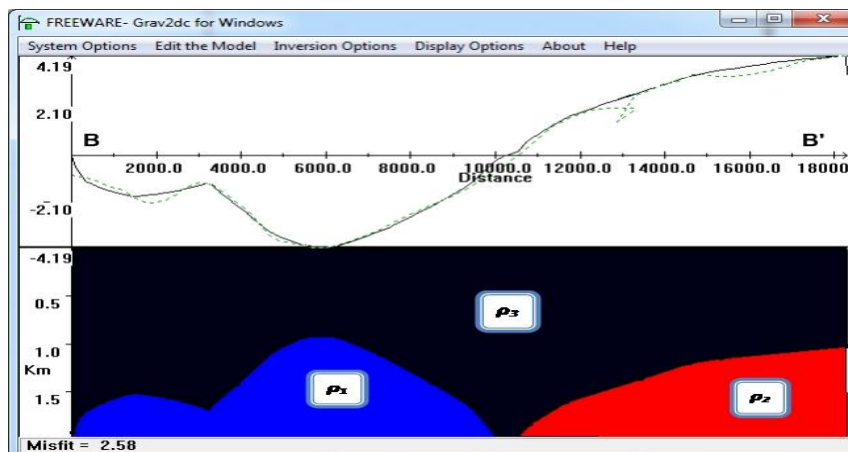 FREEWARE- Grav2dc for Windows
System Options Edit the Model Inversion Options Display Options About Help
4.19
2.10
B B'
2000.0 4000.0 6000.0 8000.0 10000.0 12000.0 14000.0 16000.0 18000
Distance
-2.10
-4.19
0.5
ρ3
1.0
Km
ρ1
ρ2
1.5
Misfit = 2.58